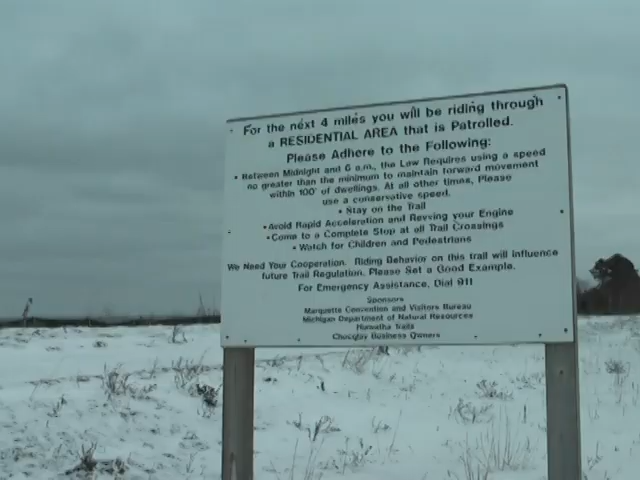 For the next 4 miles you will be riding through
a RESIDENTIAL AREA that is Patrolled.
Please Adhere to the Following:
• Between Midnight and 6 a.m., the Law Requires using a speed
no greater than the minimum to maintain forward movement
within 100' of dwellings. At all other times, Please
use a conservative speed.
• Stay on the Trail
• Avoid Rapid Acceleration and Revving your Engine
• Come to a Complete Stop at all Trail Crossings
• Watch for Children and Pedestrians
We Need Your Cooperation. Riding Behavior on this trail will influence
future Trail Regulation. Please Set a Good Example.
For Emergency Assistance, Dial 911
Sponsors
Marquette Convention and Visitors Bureau
Michigan Department of Natural Resources
Hiawatha Trails
Chocolay Business Owners